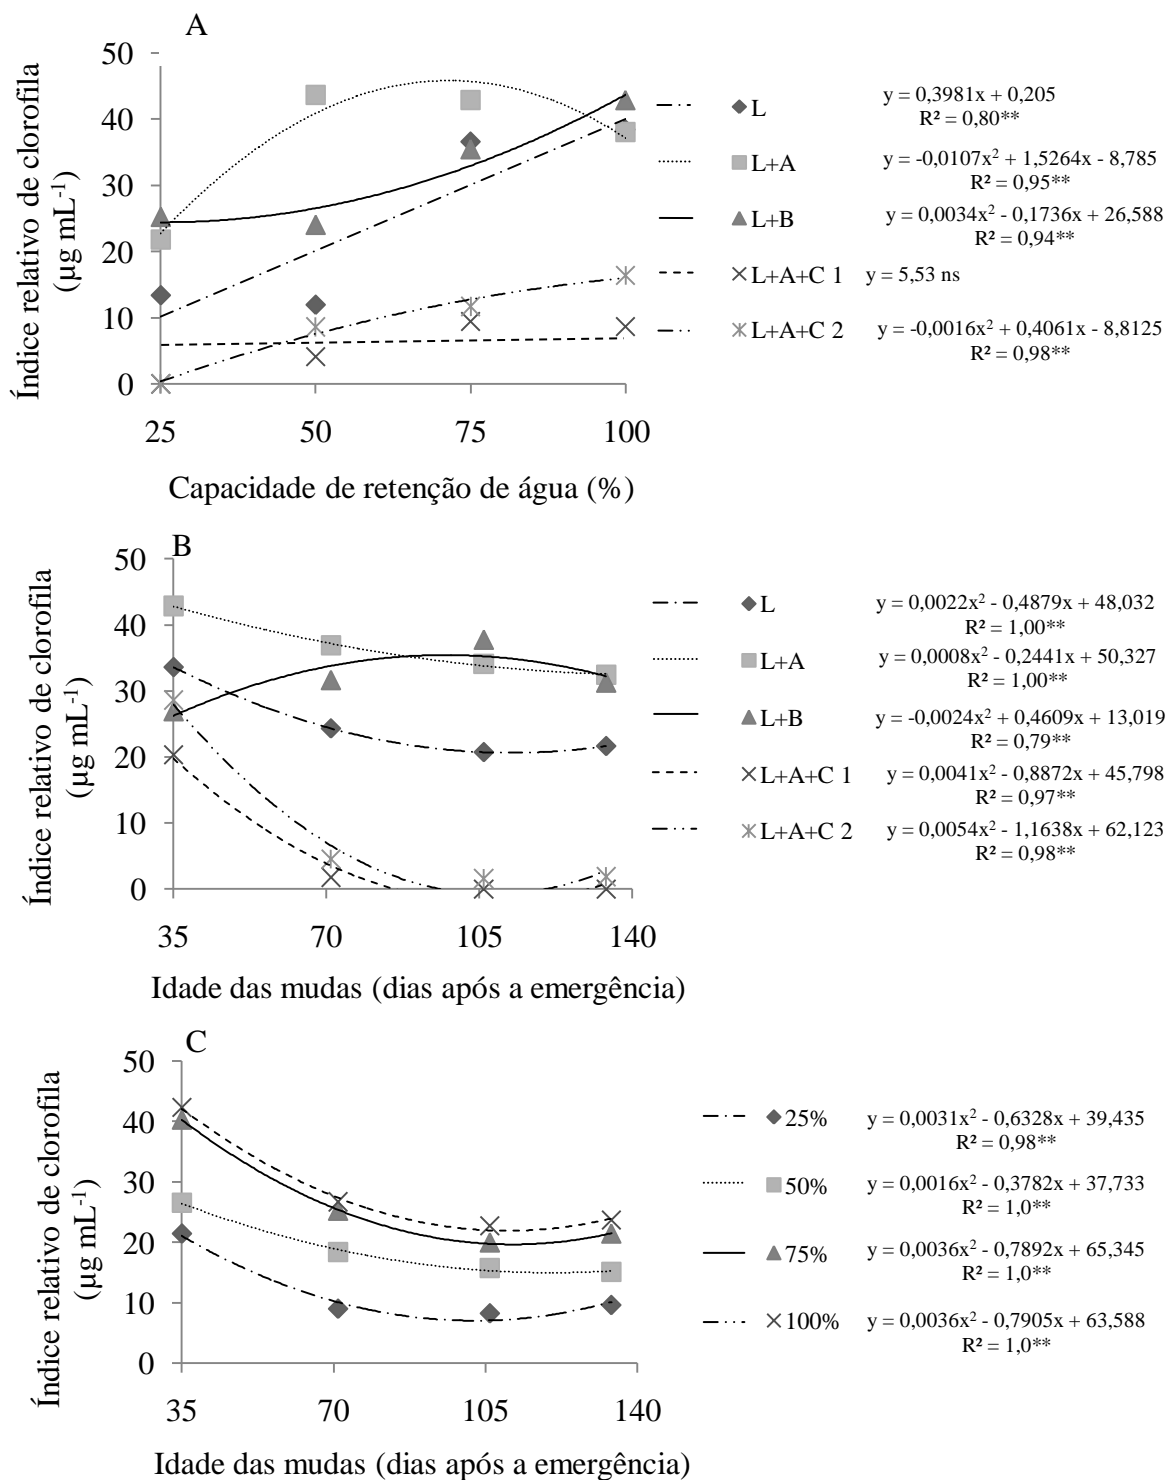 A
50
40
30
20
10
0
Índice relativo de clorofila
(µg mL⁻¹)
25 50 75 100
Capacidade de retenção de água (%)
L
y = 0,3981x + 0,205
R² = 0,80**
L+A
y = -0,0107x² + 1,5264x - 8,785
R² = 0,95**
L+B
y = 0,0034x² - 0,1736x + 26,588
R² = 0,94**
L+A+C 1 y = 5,53 ns
L+A+C 2
y = -0,0016x² + 0,4061x - 8,8125
R² = 0,98**
B
50
40
30
20
10
0
Índice relativo de clorofila
(µg mL⁻¹)
35 70 105 140
Idade das mudas (dias após a emergência)
L
y = 0,0022x² - 0,4879x + 48,032
R² = 1,00**
L+A
y = 0,0008x² - 0,2441x + 50,327
R² = 1,00**
L+B
y = -0,0024x² + 0,4609x + 13,019
R² = 0,79**
L+A+C 1
y = 0,0041x² - 0,8872x + 45,798
R² = 0,97**
L+A+C 2
y = 0,0054x² - 1,1638x + 62,123
R² = 0,98**
C
50
40
30
20
10
0
Índice relativo de clorofila
(µg mL⁻¹)
35 70 105 140
Idade das mudas (dias após a emergência)
25%
y = 0,0031x² - 0,6328x + 39,435
R² = 0,98**
50%
y = 0,0016x² - 0,3782x + 37,733
R² = 1,0**
75%
y = 0,0036x² - 0,7892x + 65,345
R² = 1,0**
100%
y = 0,0036x² - 0,7905x + 63,588
R² = 1,0**